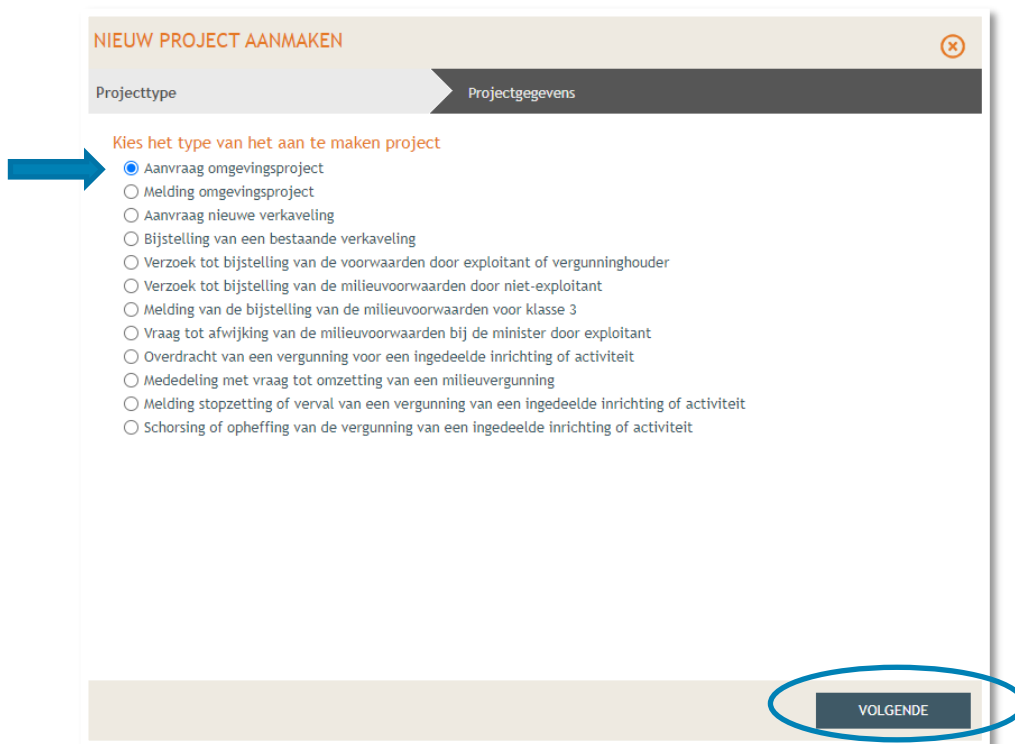 NIEUW PROJECT AANMAKEN
Projecttype
Projectgegevens
Kies het type van het aan te maken project
Aanvraag omgevingsproject
Melding omgevingsproject
Aanvraag nieuwe verkaveling
Bijstelling van een bestaande verkaveling
Verzoek tot bijstelling van de voorwaarden door exploitant of vergunninghouder
Verzoek tot bijstelling van de milieuvoorwaarden door niet-exploitant
Melding van de bijstelling van de milieuvoorwaarden voor klasse 3
Vraag tot afwijking van de milieuvoorwaarden bij de minister door exploitant
Overdracht van een vergunning voor een ingedeelde inrichting of activiteit
Mededeling met vraag tot omzetting van een milieuvergunning
Melding stopzetting of verval van een vergunning van een ingedeelde inrichting of activiteit
Schorsing of opheffing van de vergunning van een ingedeelde inrichting of activiteit
VOLGENDE